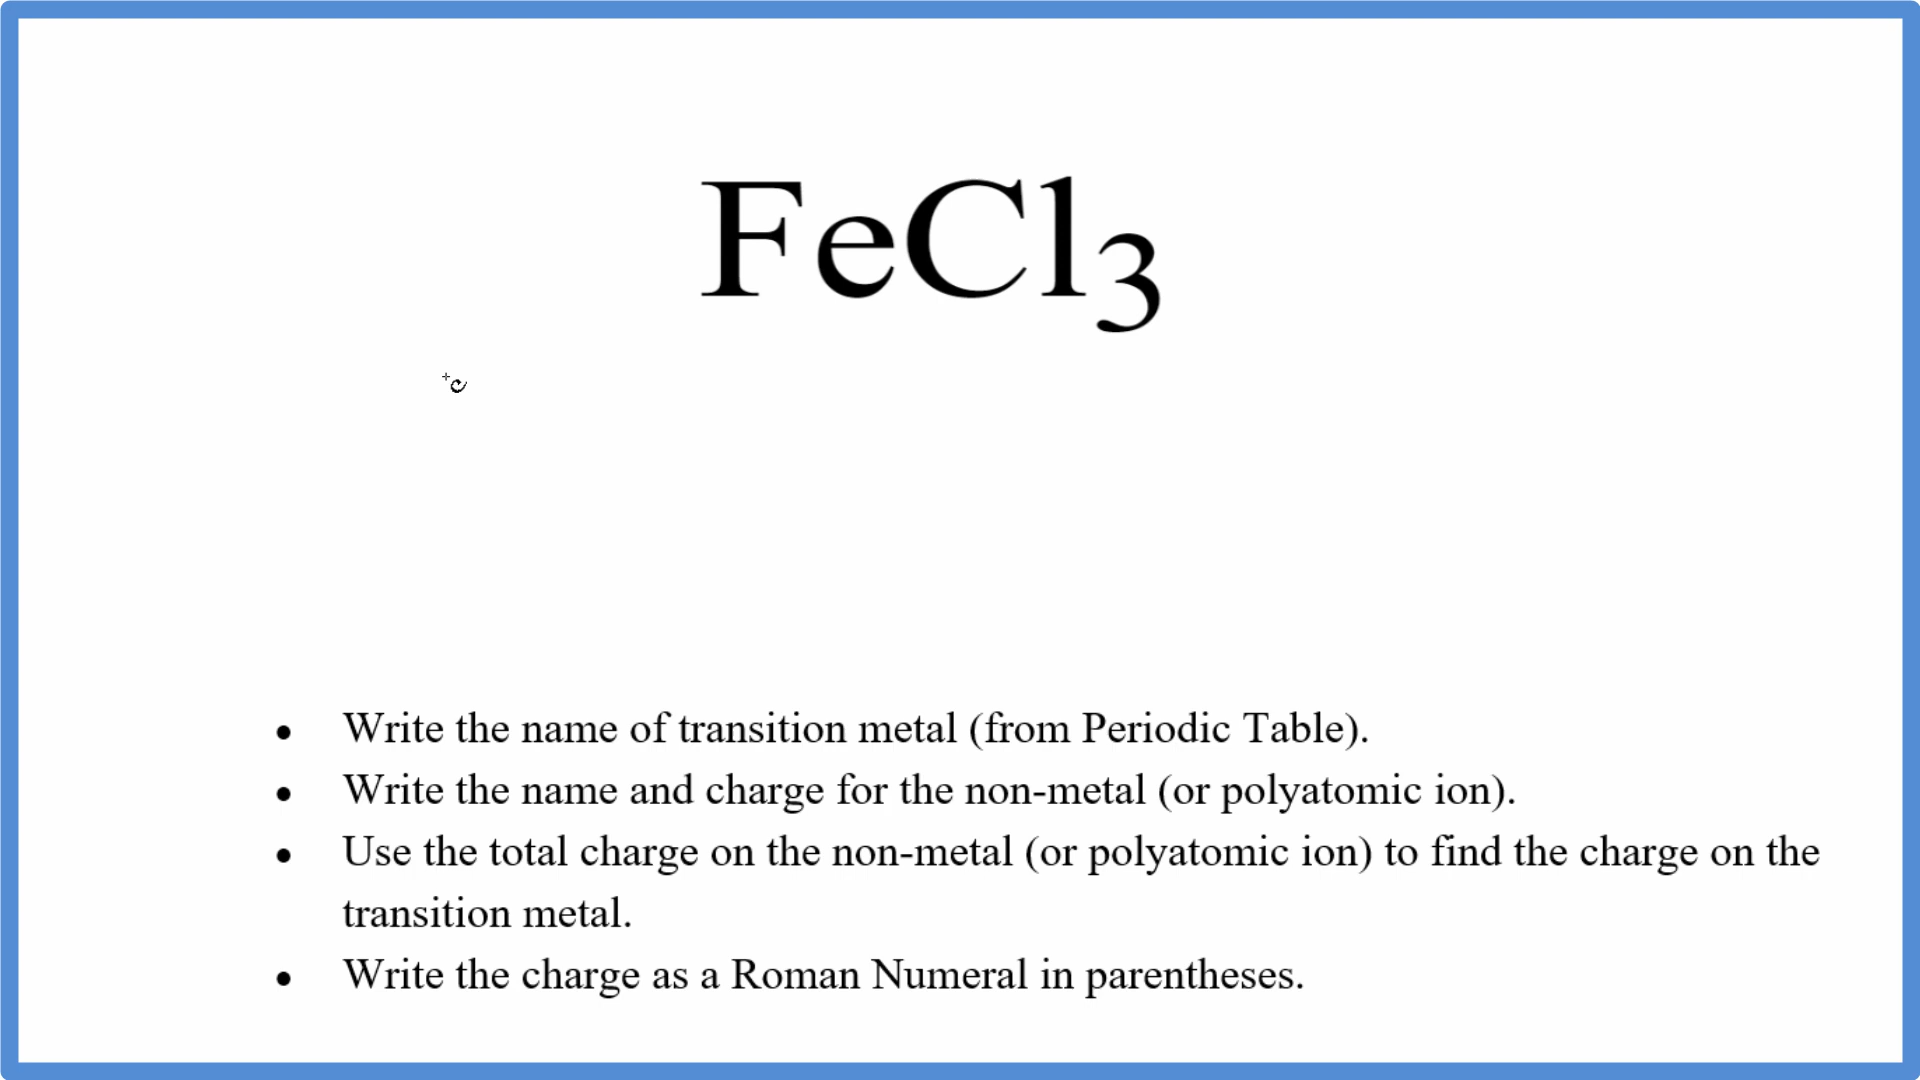 FeCl₃
• Write the name of transition metal (from Periodic Table).
• Write the name and charge for the non-metal (or polyatomic ion).
• Use the total charge on the non-metal (or polyatomic ion) to find the charge on the
transition metal.
• Write the charge as a Roman Numeral in parentheses.